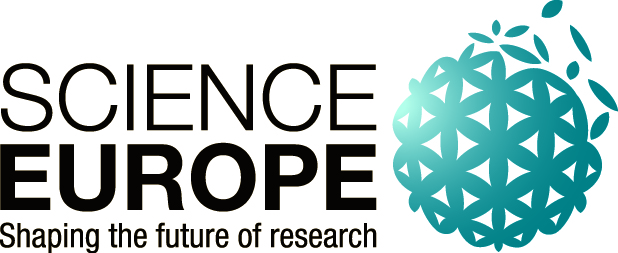 SCIENCE
EUROPE
Shaping the future of research